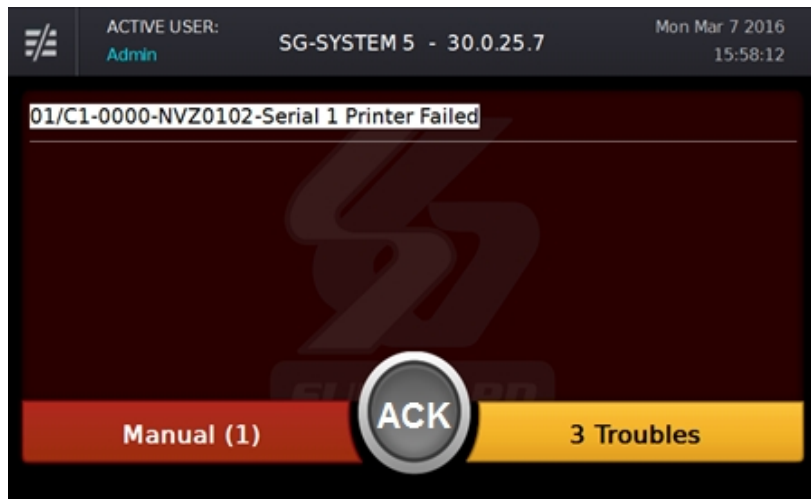 ACTIVE USER:
Admin
SG-SYSTEM 5 - 30.0.25.7
Mon Mar 7 2016
15:58:12
01/C1-0000-NVZ0102-Serial 1 Printer Failed
Manual (1)
ACK
3 Troubles